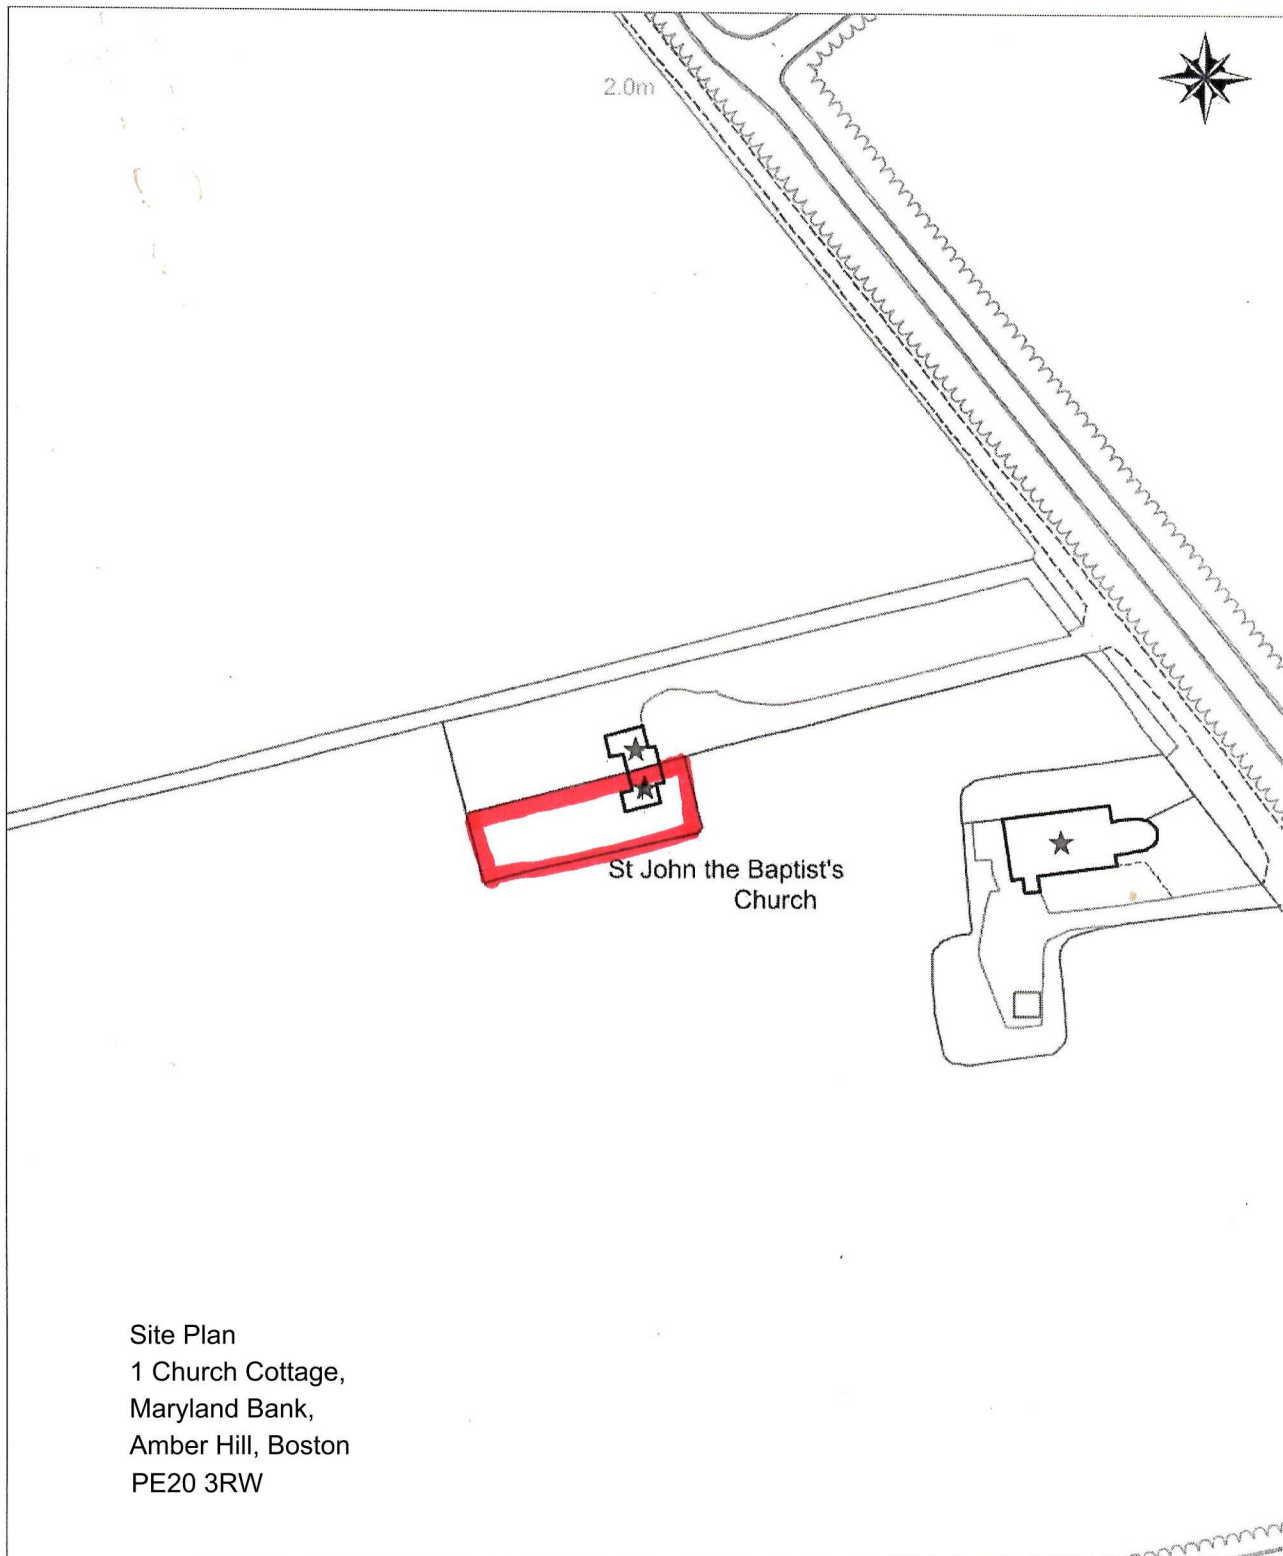 2.0m
St John the Baptist's
Church
Site Plan
1 Church Cottage,
Maryland Bank,
Amber Hill, Boston
PE20 3RW